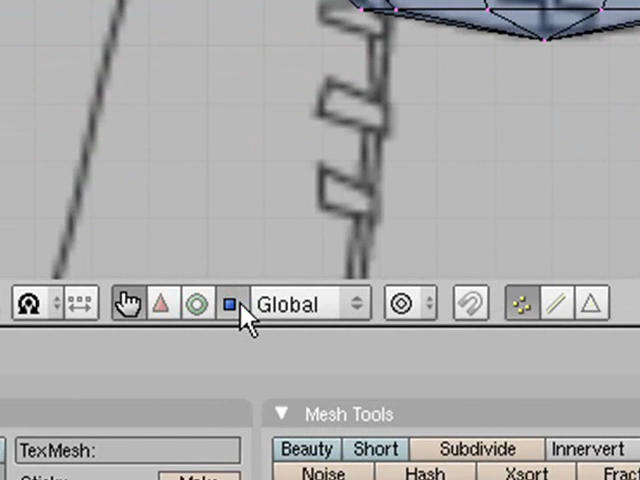 Global
Mesh Tools
TexMesh:
Beauty Short Subdivide Innervert
Noise Hash Xsort